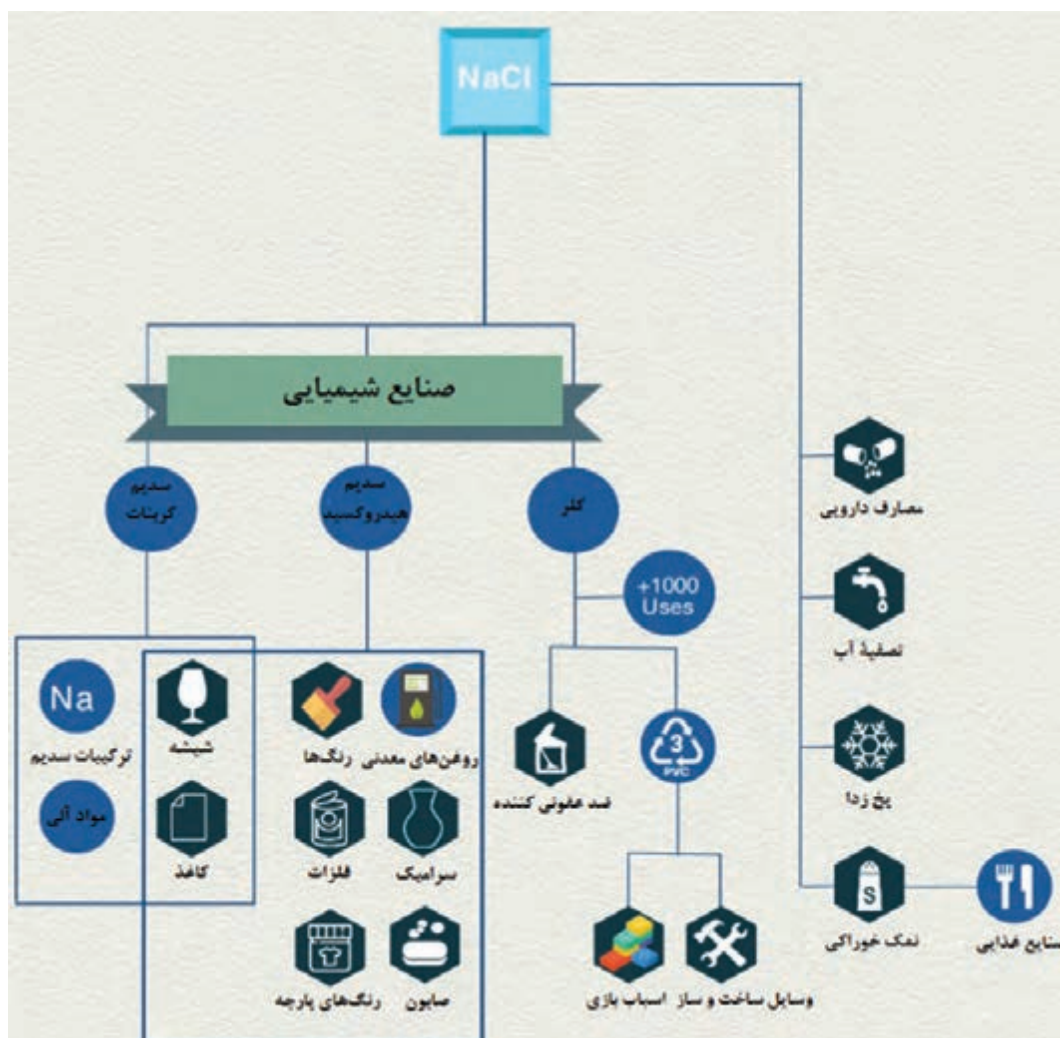 NaCl
صنایع شیمیایی
سدیم
کربنات
سدیم
هیدروکسید
کلر
+1000
Uses
مصارف دارویی
تصفیهٔ آب
یخ زدا
نمک خوراکی
S
صنایع غذایی
Na
ترکیبات سدیم
مواد آلی
شیشه
کاغذ
رنگ‌ها
روغن‌های معدنی
فلزات
سرامیک
رنگ‌های پارچه
صابون
ضد عفونی کننده
3
PVC
اسباب بازی
وسایل ساخت و ساز